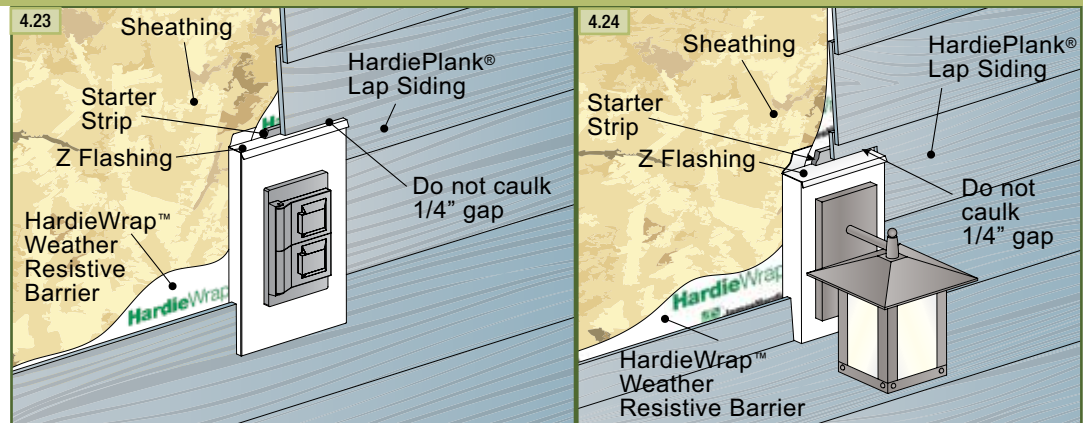 4.23
Sheathing
HardiePlank®
Lap Siding
Starter
Strip
Z Flashing
Do not caulk
1/4” gap
HardieWrap™
Weather
Resistive
Barrier
HardieWrap
4.24
Sheathing
HardiePlank®
Lap Siding
Starter
Strip
Z Flashing
Do not
caulk
1/4” gap
HardieWrap
HardieWrap™
Weather
Resistive Barrier